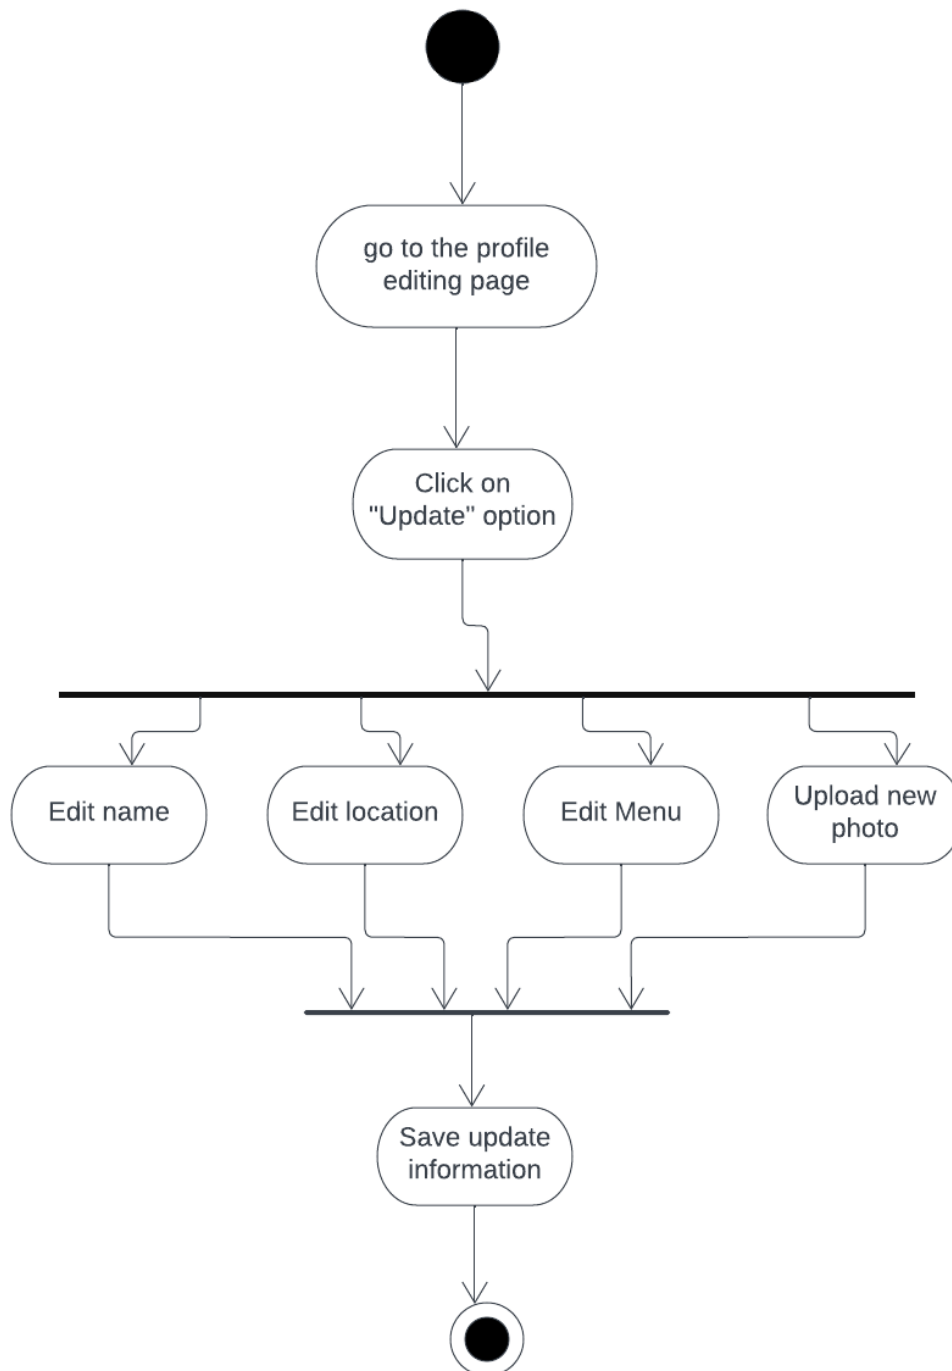 go to the profile
editing page
Click on
"Update" option
Edit name
Edit location
Edit Menu
Upload new
photo
Save update
information